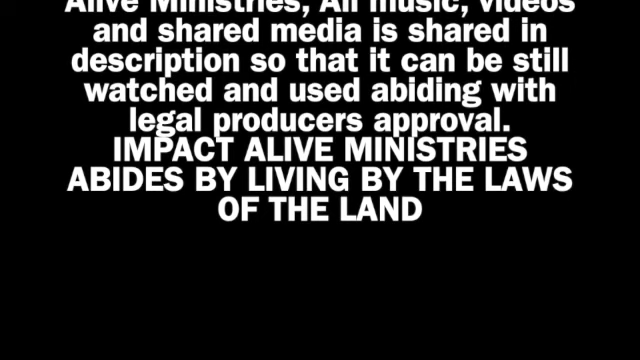 Alive Ministries, All music, videos
and shared media is shared in
description so that it can be still
watched and used abiding with
legal producers approval.
IMPACT ALIVE MINISTRIES
ABIDES BY LIVING BY THE LAWS
OF THE LAND